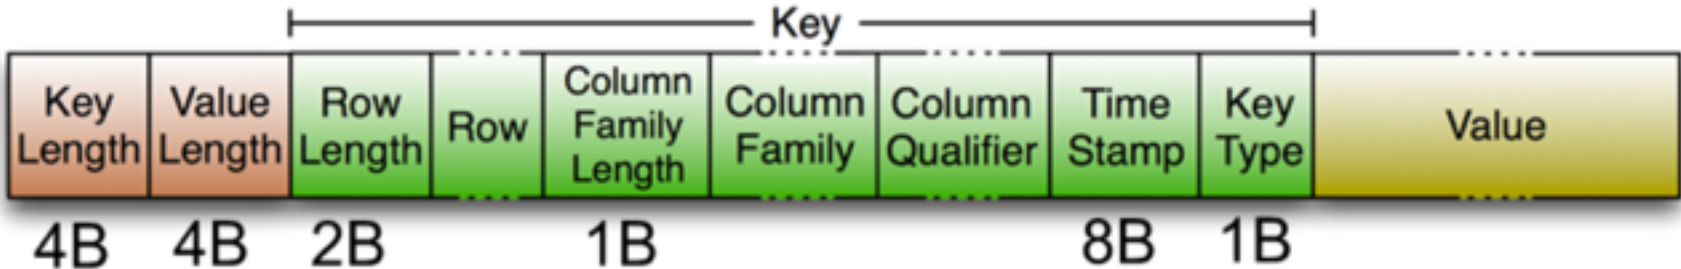 Key
Key Length
Value Length
Row Length
Row
Column Family Length
Column Family
Column Qualifier
Time Stamp
Key Type
Value
4B
4B
2B
1B
8B
1B